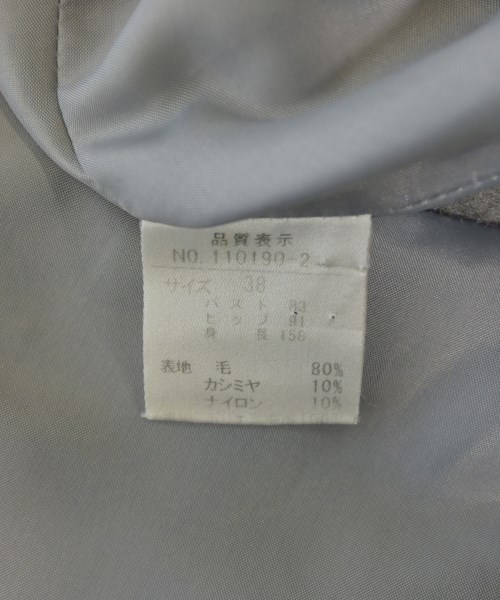 品質表示
NO. 110190-2
サイズ 38
バスト 83
ヒップ 91
身長 158
表地 毛 80%
カシミヤ 10%
ナイロン 10%